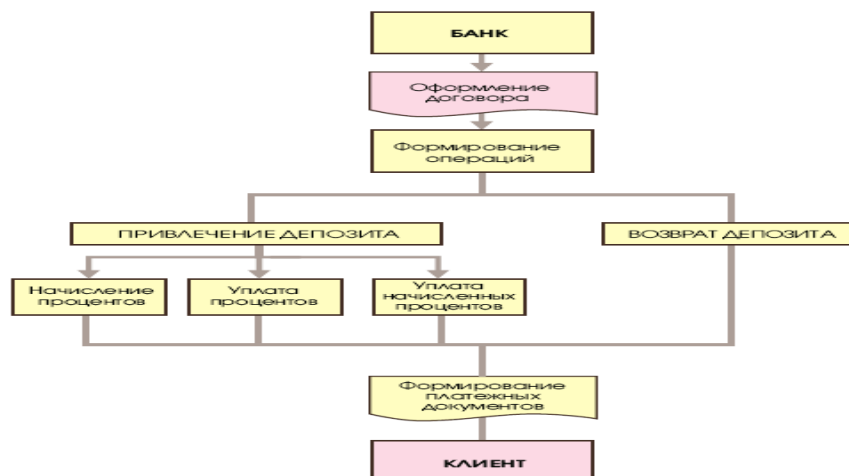 БАНК
Оформление
договора
Формирование
операций
ПРИВЛЕЧЕНИЕ ДЕПОЗИТА
ВОЗВРАТ ДЕПОЗИТА
Начисление
процентов
Уплата
процентов
Уплата
начисленных
процентов
Формирование
платежных
документов
КЛИЕНТ